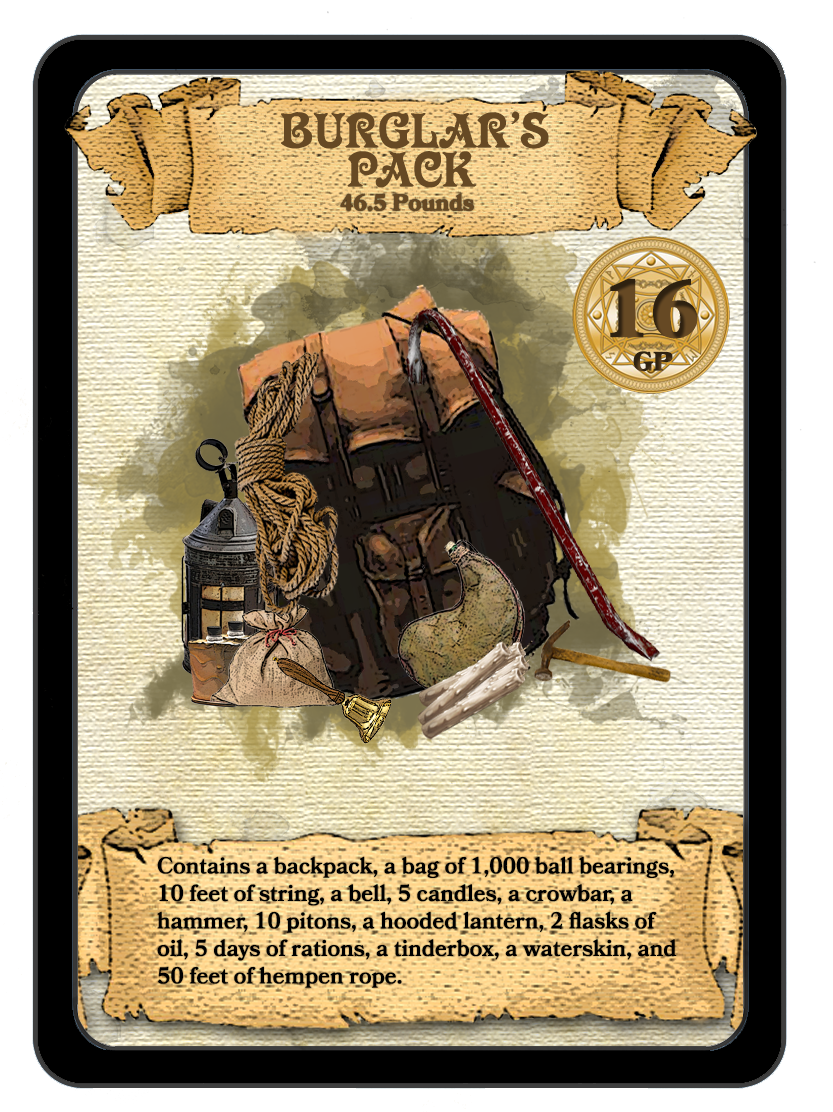 BURGLAR'S
PACK
46.5 Pounds
16
GP
Contains a backpack, a bag of 1,000 ball bearings,
10 feet of string, a bell, 5 candles, a crowbar, a
hammer, 10 pitons, a hooded lantern, 2 flasks of
oil, 5 days of rations, a tinderbox, a waterskin, and
50 feet of hempen rope.